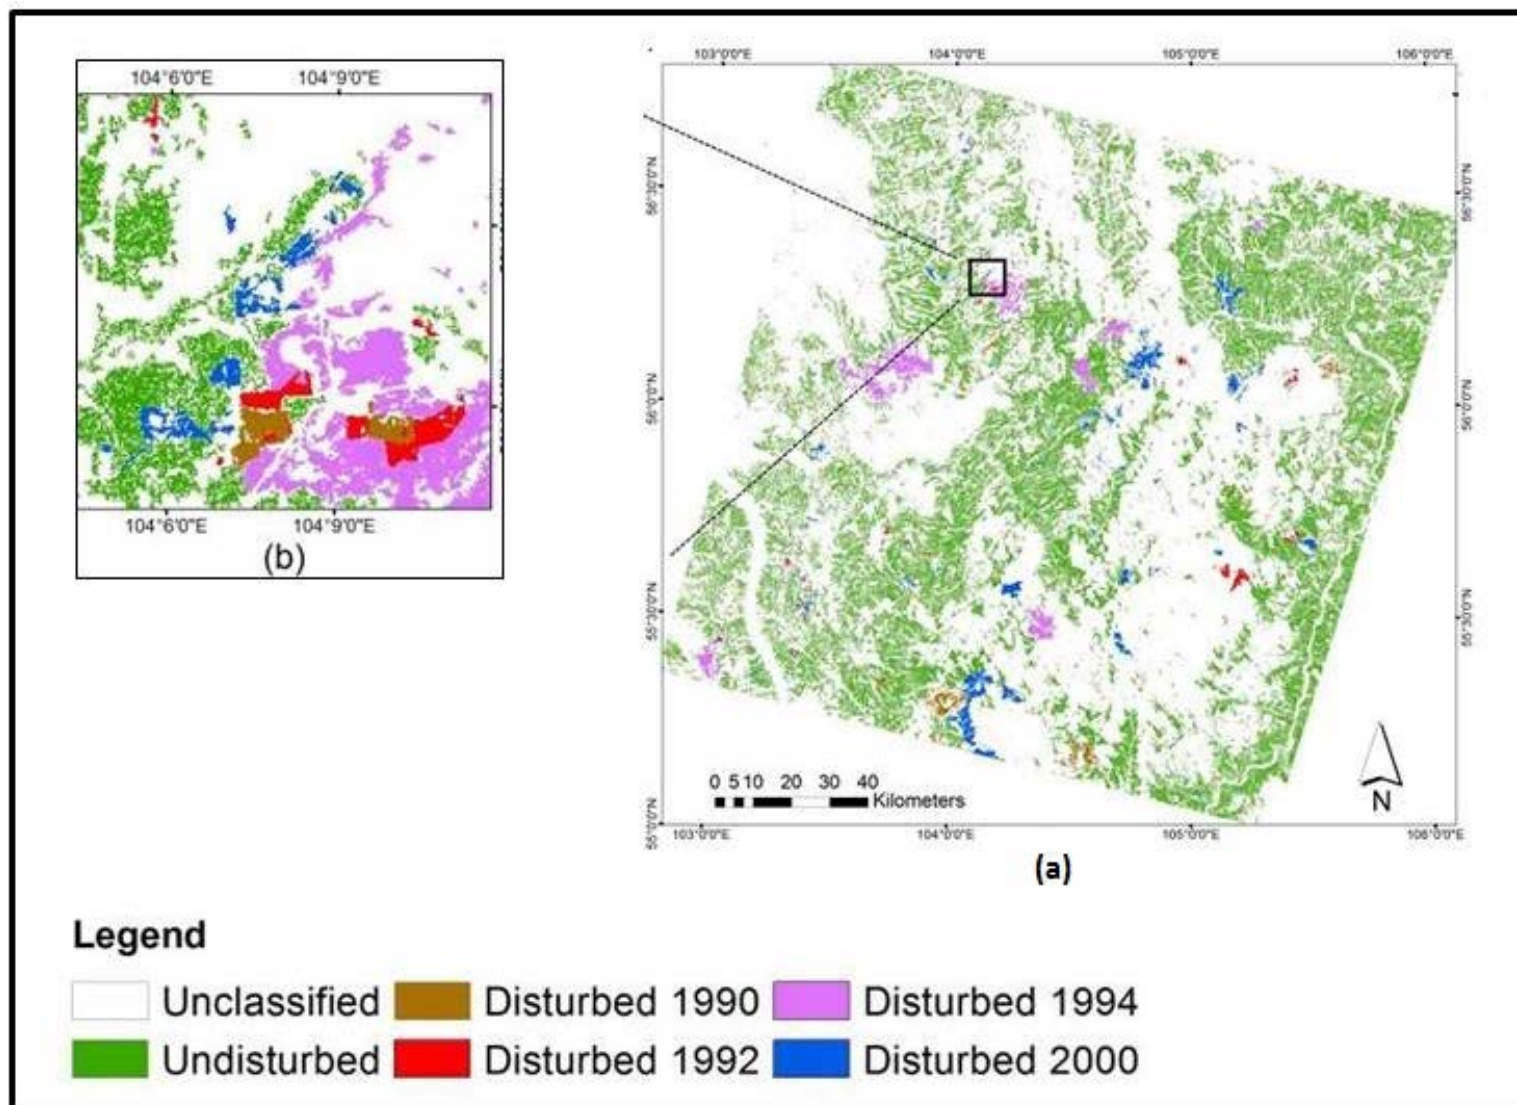 104°6'0"E 104°9'0"E
104°6'0"E 104°9'0"E
(b)
103°0'0"E 104°0'0"E 105°0'0"E 106°0'0"E
56°30'0"N
56°0'0"N
55°30'0"N
55°0'0"N
56°30'0"N
56°0'0"N
55°30'0"N
0 5 10 20 30 40
Kilometers
N
103°0'0"E 104°0'0"E 105°0'0"E 106°0'0"E
(a)
Legend
Unclassified Disturbed 1990 Disturbed 1994
Undisturbed Disturbed 1992 Disturbed 2000